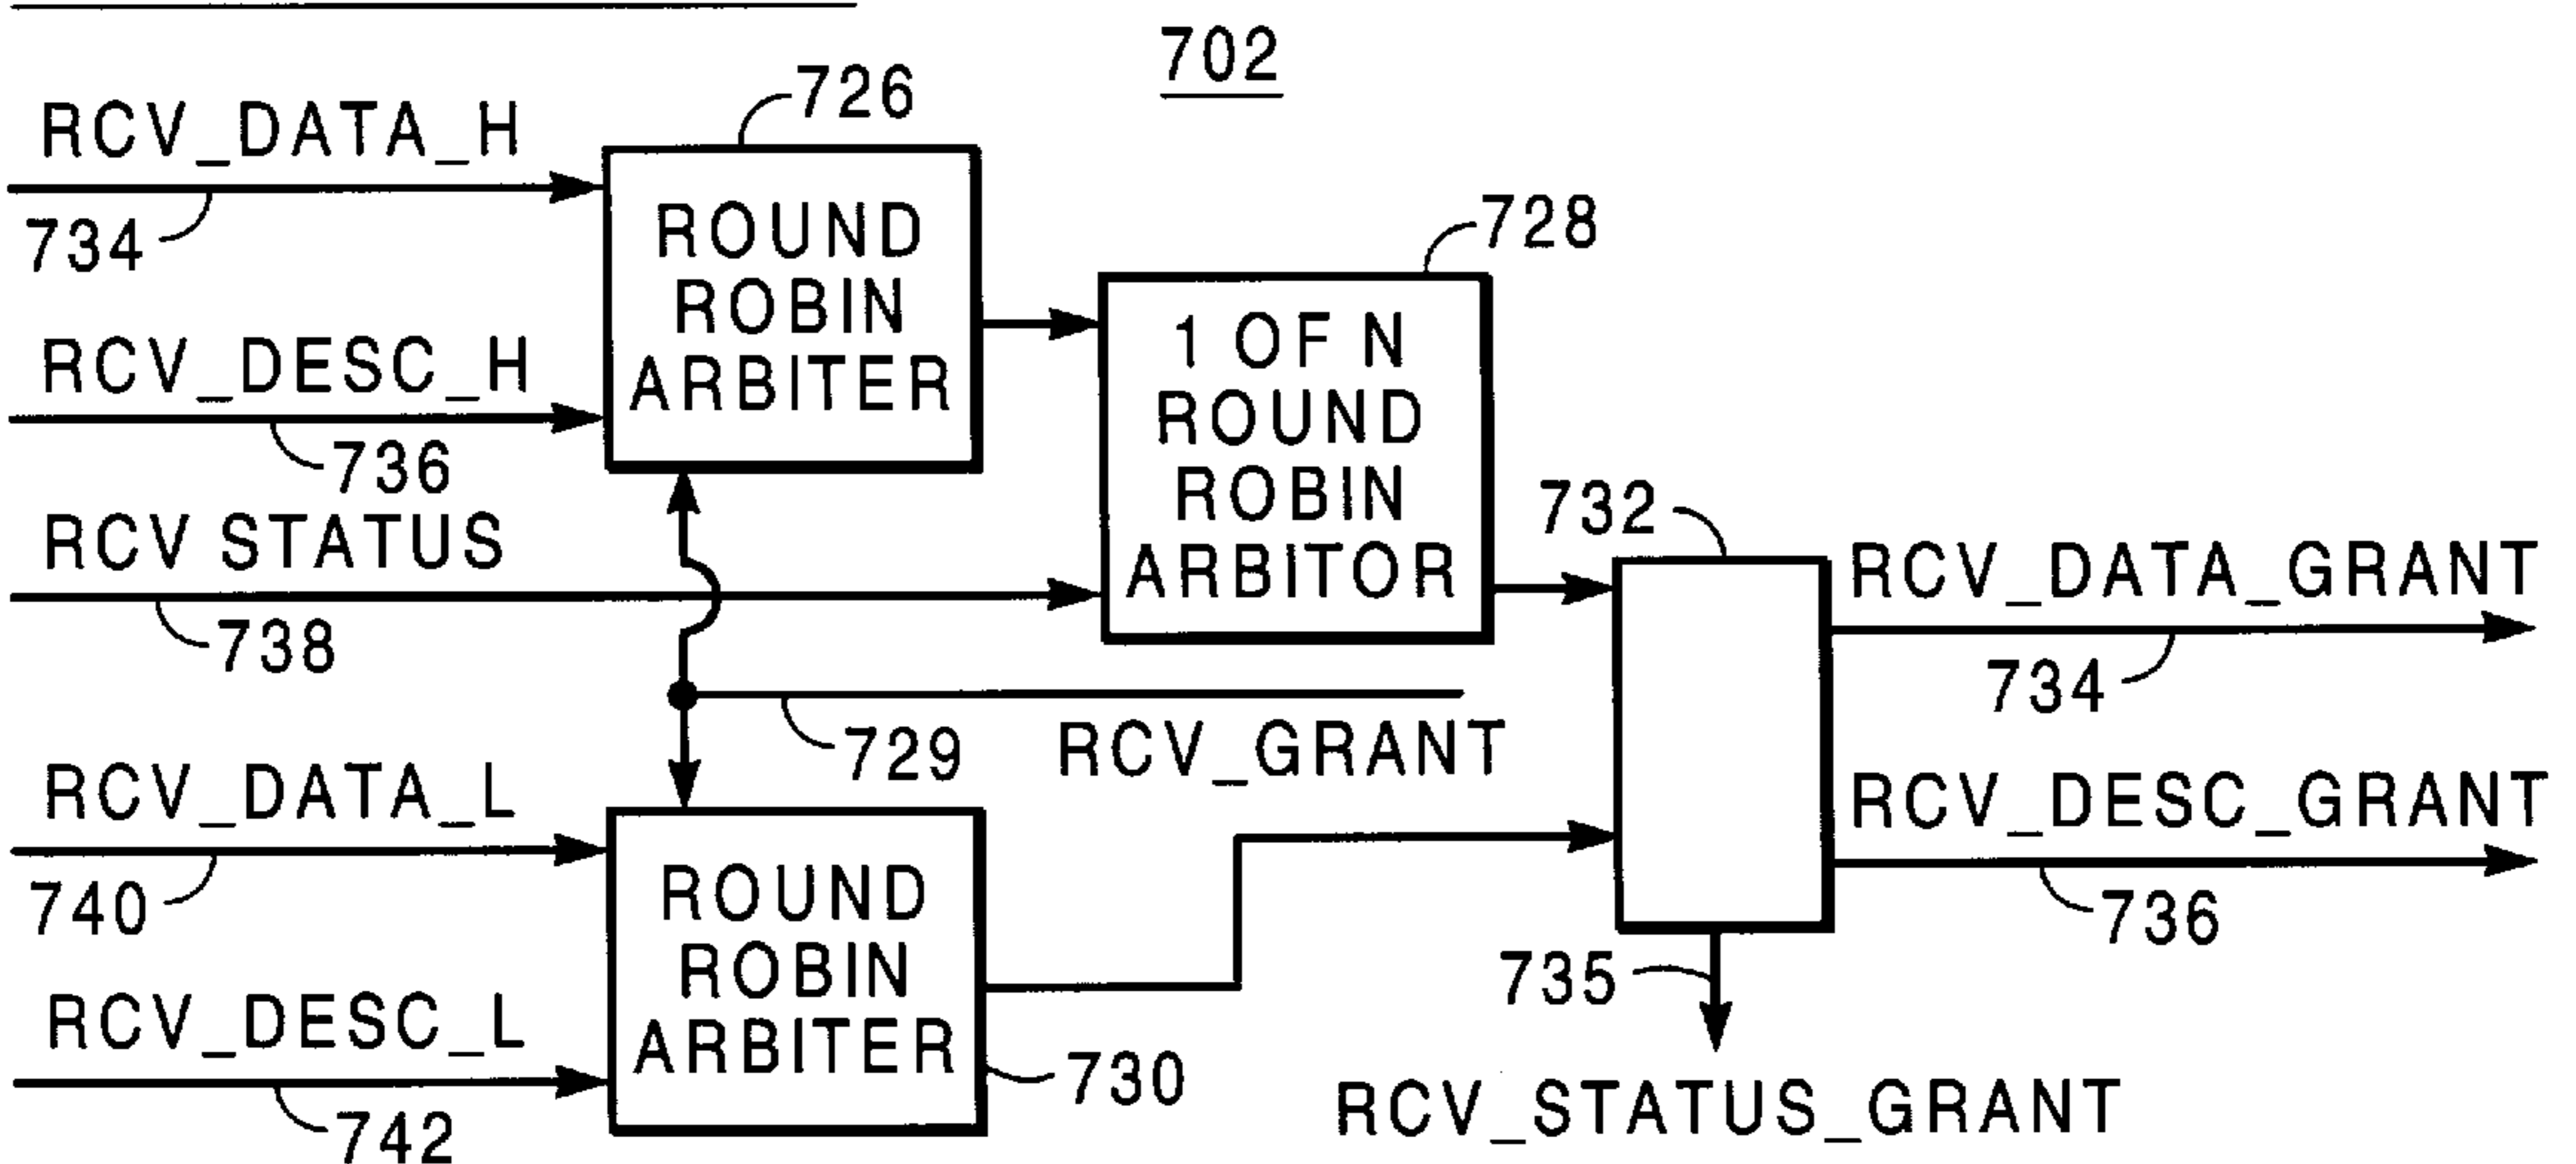 702
726
RCV_DATA_H
734
ROUND
ROBIN
ARBITER
728
RCV_DESC_H
736
1 OF N
ROUND
ROBIN
ARBITOR
RCV STATUS
738
732
RCV_DATA_GRANT
734
729
RCV_GRANT
RCV_DATA_L
740
ROUND
ROBIN
ARBITER
730
RCV_DESC_GRANT
736
735
RCV_STATUS_GRANT
RCV_DESC_L
742